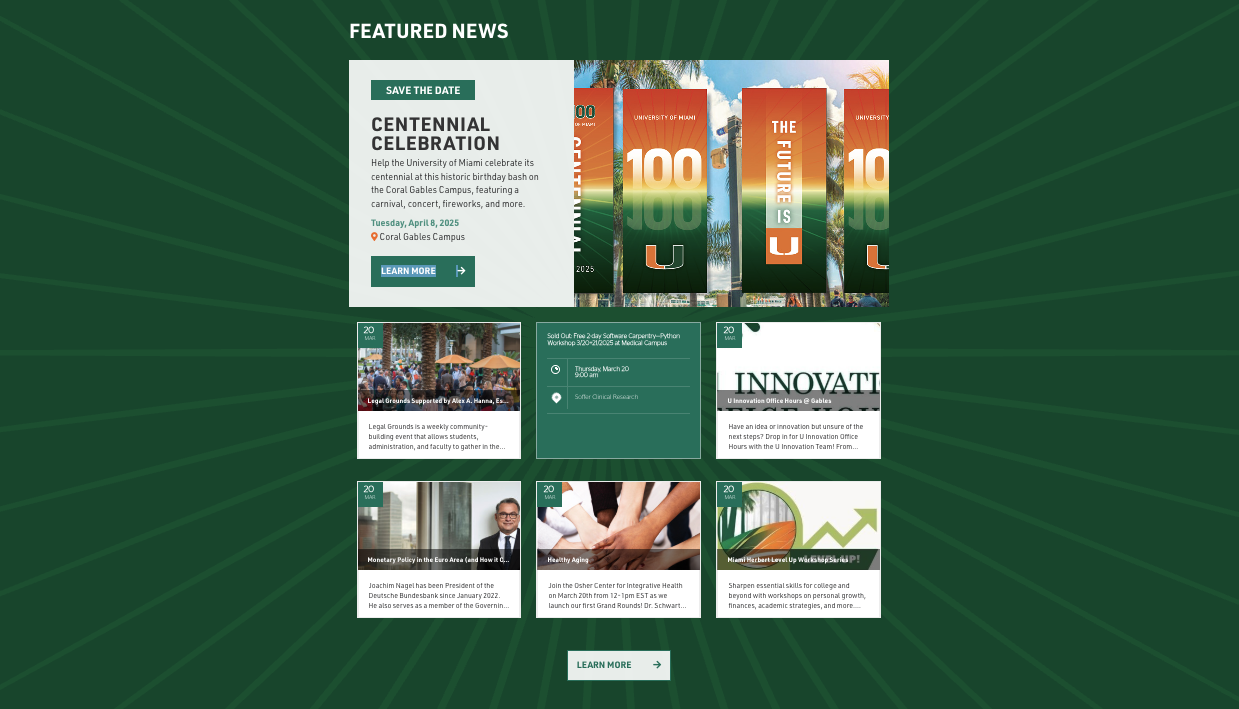 FEATURED NEWS
SAVE THE DATE
CENTENNIAL
CELEBRATION
Help the University of Miami celebrate its
centennial at this historic birthday bash on
the Coral Gables Campus, featuring a
carnival, concert, fireworks, and more.
Tuesday, April 8, 2025
Coral Gables Campus
LEARN MORE
00
OF MIAMI
CENTENNIAL
2025
UNIVERSITY OF MIAMI
100
100
U
THE
FUTURE
IS
U
UNIVERSITY
10
10
20
MAR
Legal Grounds Supported by Alex A. Hanna, Es...
Legal Grounds is a weekly community-
building event that allows students,
administration, and faculty to gather in the...
Sold Out: Free 2-day Software Carpentry–Python
Workshop 3/20+21/2025 at Medical Campus
Thursday, March 20
9:00 am
Soffer Clinical Research
20
MAR
INNOVATI
U Innovation Office Hours @ Gables
Have an idea or innovation but unsure of the
next steps? Drop in for U Innovation Office
Hours with the U Innovation Team! From...
20
MAR
Monetary Policy in the Euro Area (and How it C...
Joachim Nagel has been President of the
Deutsche Bundesbank since January 2022.
He also serves as a member of the Governin...
20
MAR
Healthy Aging
Join the Osher Center for Integrative Health
on March 20th from 12-1pm EST as we
launch our first Grand Rounds! Dr. Schwart...
20
MAR
Miami Herbert Level Up Workshop Series
Sharpen essential skills for college and
beyond with workshops on personal growth,
finances, academic strategies, and more....
LEARN MORE